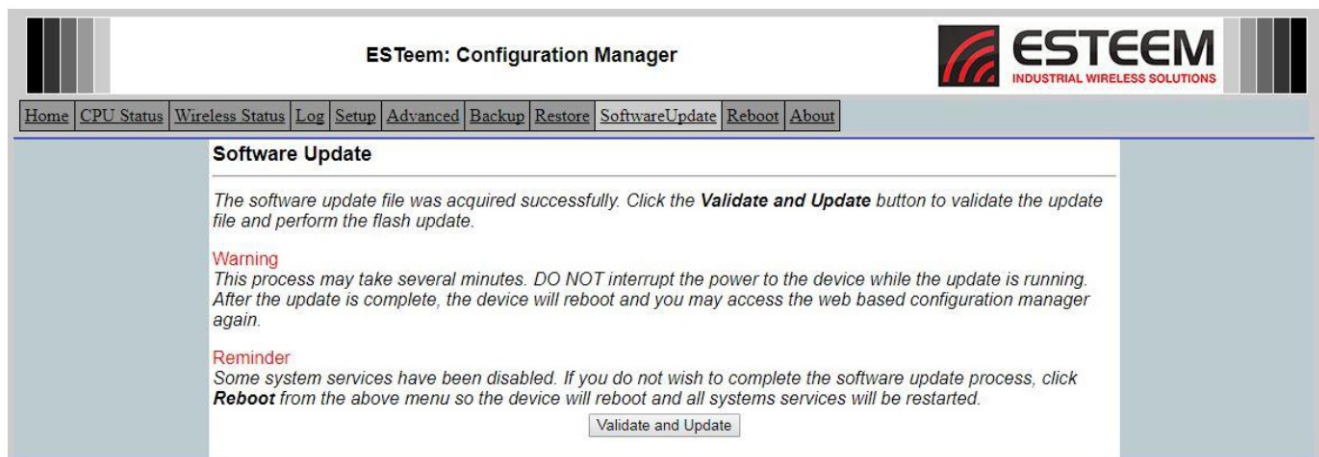 ESTeem: Configuration Manager
ESTEEM
INDUSTRIAL WIRELESS SOLUTIONS
Home CPU Status Wireless Status Log Setup Advanced Backup Restore SoftwareUpdate Reboot About
Software Update
The software update file was acquired successfully. Click the Validate and Update button to validate the update
file and perform the flash update.
Warning
This process may take several minutes. DO NOT interrupt the power to the device while the update is running.
After the update is complete, the device will reboot and you may access the web based configuration manager
again.
Reminder
Some system services have been disabled. If you do not wish to complete the software update process, click
Reboot from the above menu so the device will reboot and all systems services will be restarted.
Validate and Update